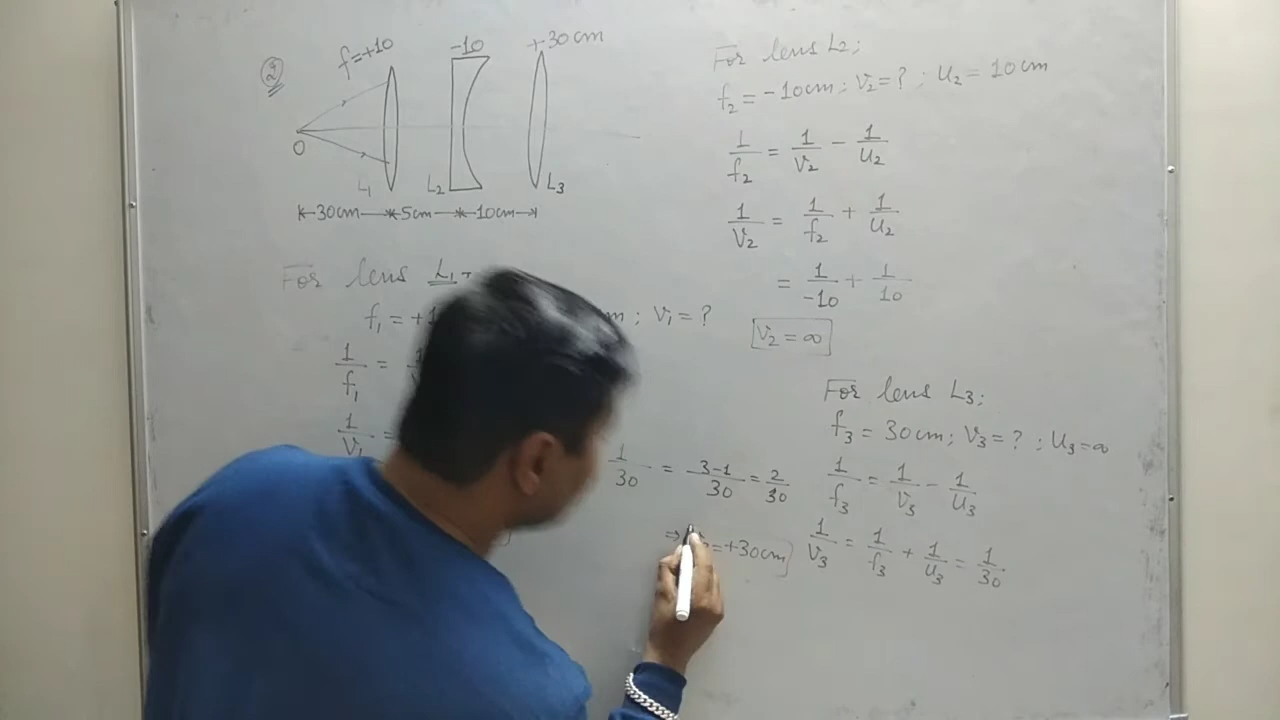 2
f=+10
-10
+30cm
O
L1
L2
L3
30cm
5cm
10cm
For lens L1
f1 = +1
m ; V1 = ?
1/f1 =
1/V1 =
1/30 = 3-1/30 = 2/30
⇒ = +30cm
For lens L2;
f2 = -10cm ; V2 = ? ; U2 = 10cm
1/f2 = 1/V2 - 1/U2
1/V2 = 1/f2 + 1/U2
= 1/-10 + 1/10
V2 = ∞
For lens L3;
f3 = 30cm; V3 = ? ; U3 = ∞
1/f3 = 1/V3 - 1/U3
1/V3 = 1/f3 + 1/U3 = 1/30